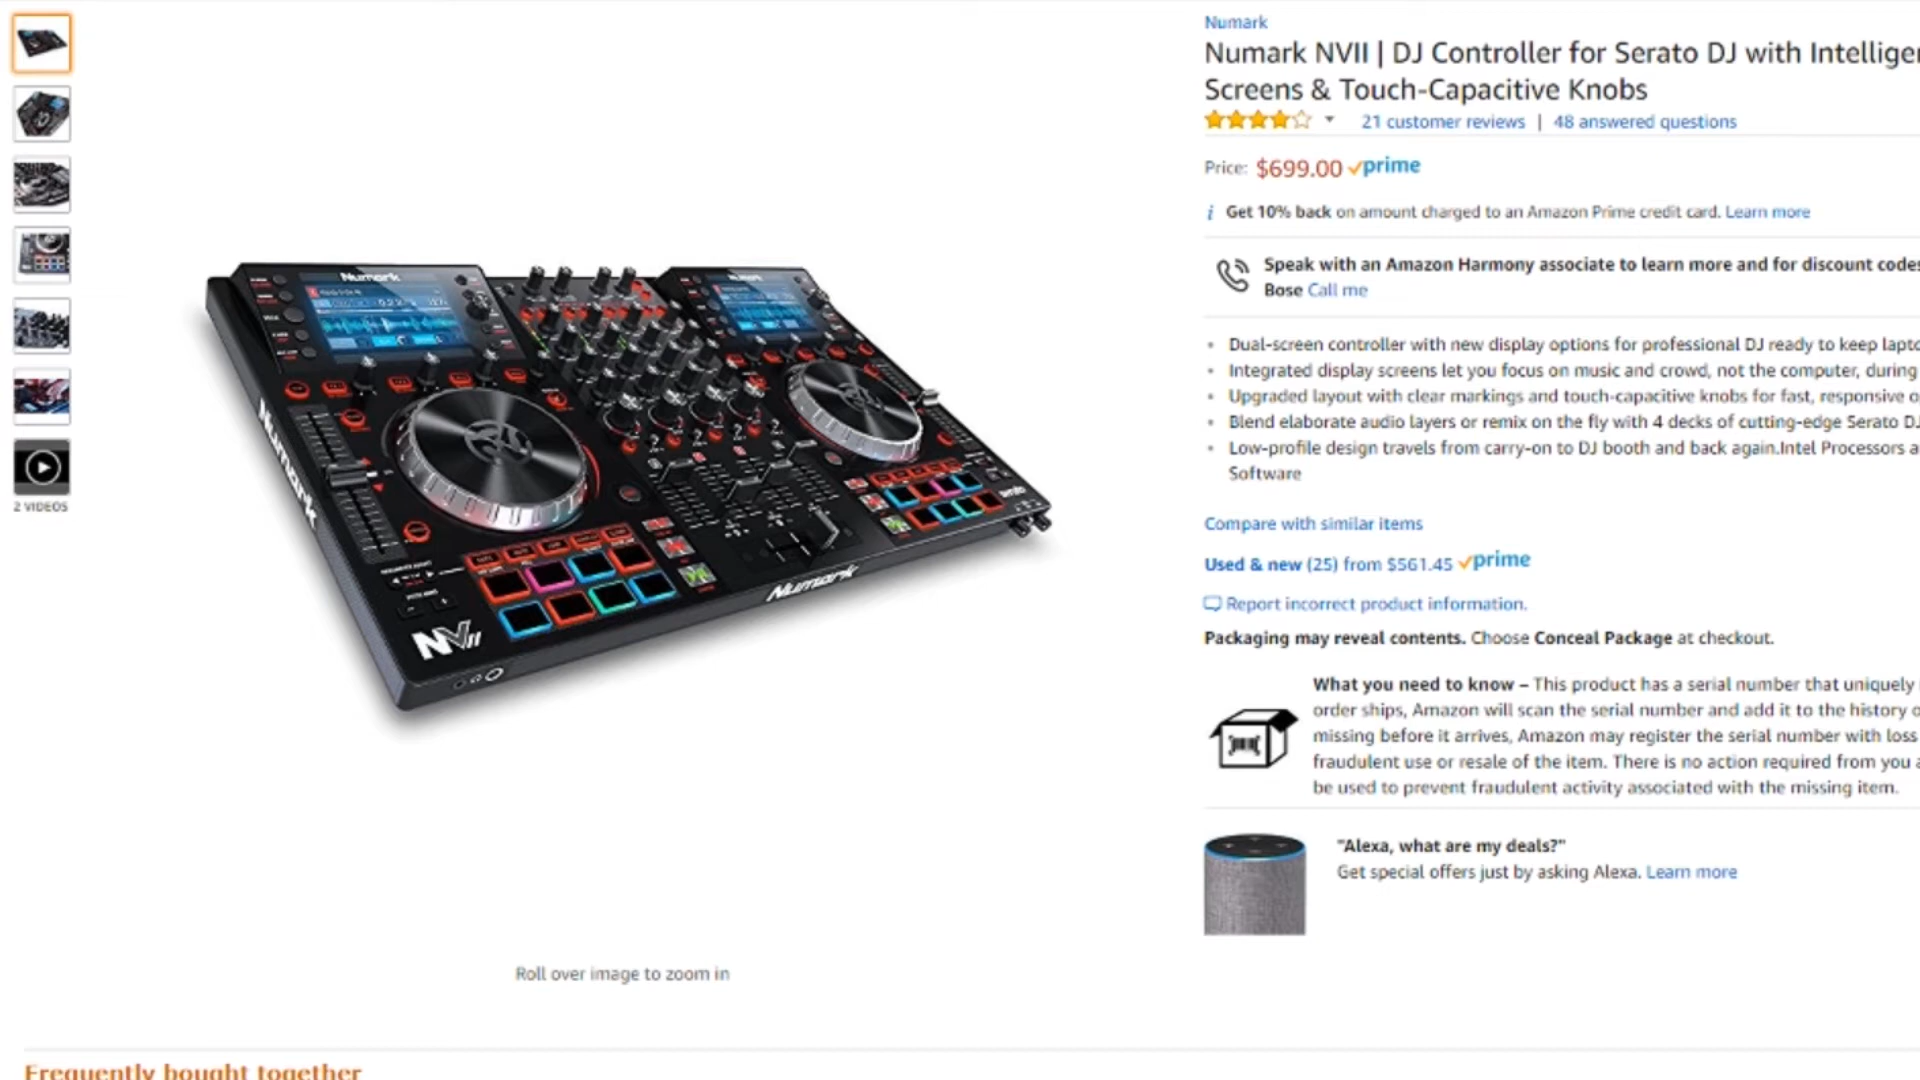 Numark
Numark NVII | DJ Controller for Serato DJ with Intellige
Screens & Touch-Capacitive Knobs
21 customer reviews | 48 answered questions
Price: $699.00 prime
i Get 10% back on amount charged to an Amazon Prime credit card. Learn more
Speak with an Amazon Harmony associate to learn more and for discount codes
Bose Call me
Dual-screen controller with new display options for professional DJ ready to keep lapto
Integrated display screens let you focus on music and crowd, not the computer, during
Upgraded layout with clear markings and touch-capacitive knobs for fast, responsive o
Blend elaborate audio layers or remix on the fly with 4 decks of cutting-edge Serato DJ
Low-profile design travels from carry-on to DJ booth and back again.Intel Processors a
Software
Compare with similar items
Used & new (25) from $561.45 prime
Report incorrect product information.
Packaging may reveal contents. Choose Conceal Package at checkout.
What you need to know – This product has a serial number that uniquely
order ships, Amazon will scan the serial number and add it to the history o
missing before it arrives, Amazon may register the serial number with loss
fraudulent use or resale of the item. There is no action required from you a
be used to prevent fraudulent activity associated with the missing item.
"Alexa, what are my deals?"
Get special offers just by asking Alexa. Learn more
2 VIDEOS
Numark
Numark
Numark
NVII
serato
Roll over image to zoom in
Frequently bought together